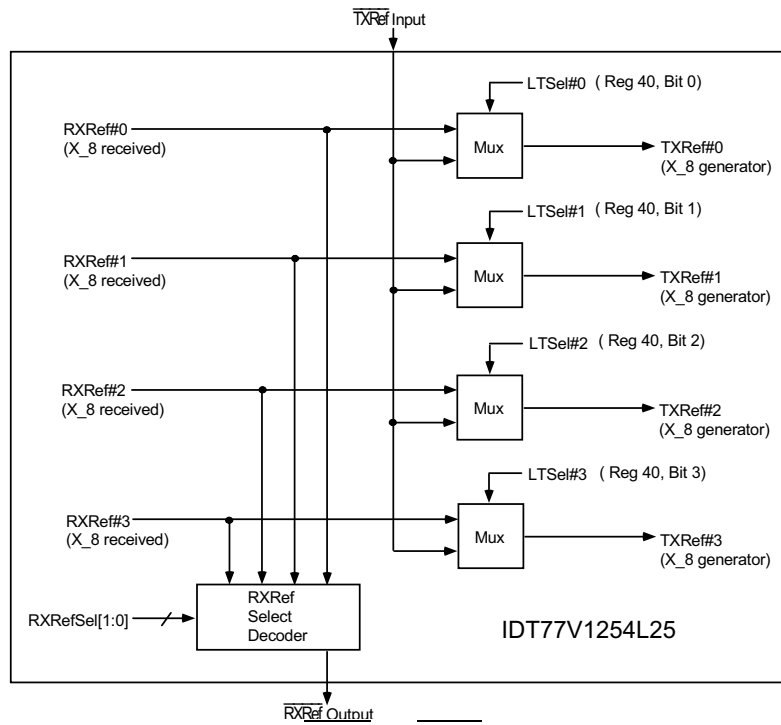 TXRef Input
LTSel#0 ( Reg 40, Bit 0)
RXRef#0
(X_8 received)
Mux
TXRef#0
(X_8 generator)
LTSel#1 ( Reg 40, Bit 1)
RXRef#1
(X_8 received)
Mux
TXRef#1
(X_8 generator)
LTSel#2 ( Reg 40, Bit 2)
RXRef#2
(X_8 received)
Mux
TXRef#2
(X_8 generator)
LTSel#3 ( Reg 40, Bit 3)
RXRef#3
(X_8 received)
Mux
TXRef#3
(X_8 generator)
RXRefSel[1:0]
RXRef
Select
Decoder
IDT77V1254L25
RXRef Output